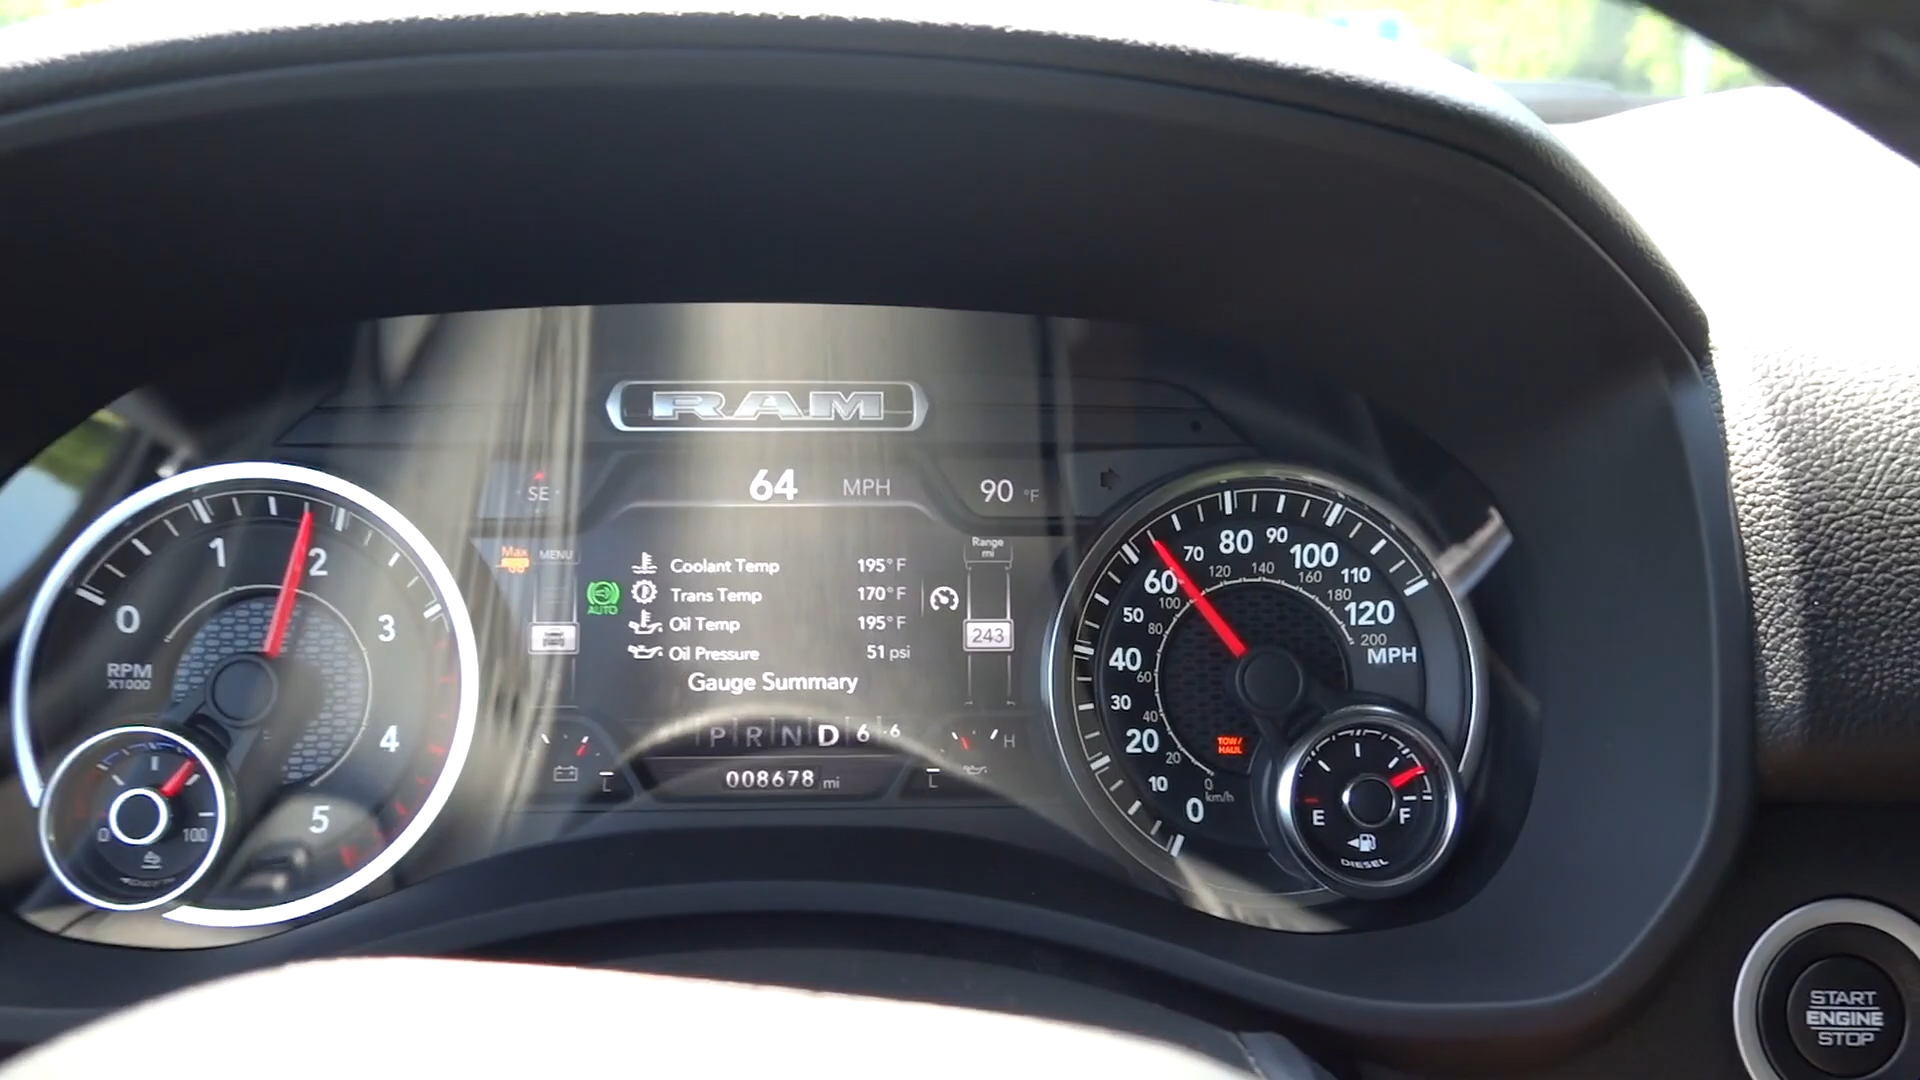 RAM
SE
64 MPH
90 °F
Max
MENU
AUTO
Coolant Temp 195° F
Trans Temp 170° F
Oil Temp 195° F
Oil Pressure 51 psi
Gauge Summary
Range
mi
243
P R N D 6 6
008678 mi
L
L
H
0
1
2
3
4
5
RPM
X1000
0
100
0
10
20
30
40
50
60
70
80
90
100
110
120
MPH
0
km/h
20
40
60
80
100
120
140
160
180
200
TOW/
HAUL
E
F
DIESEL
START
ENGINE
STOP